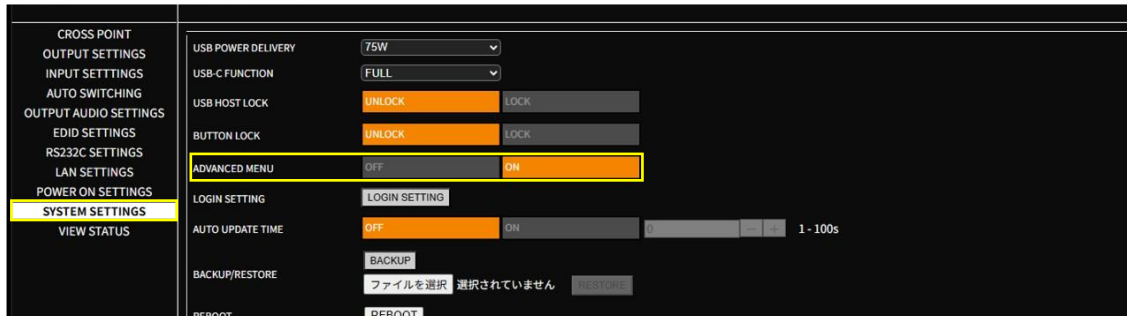 CROSS POINT
OUTPUT SETTINGS
INPUT SETTTINGS
AUTO SWITCHING
OUTPUT AUDIO SETTINGS
EDID SETTINGS
RS232C SETTINGS
LAN SETTINGS
POWER ON SETTINGS
SYSTEM SETTINGS
VIEW STATUS
USB POWER DELIVERY 75W
USB-C FUNCTION FULL
USB HOST LOCK UNLOCK LOCK
BUTTON LOCK UNLOCK LOCK
ADVANCED MENU OFF ON
LOGIN SETTING LOGIN SETTING
AUTO UPDATE TIME OFF ON 0 − + 1 - 100s
BACKUP/RESTORE BACKUP
ファイルを選択 選択されていません RESTORE
REBOOT REBOOT